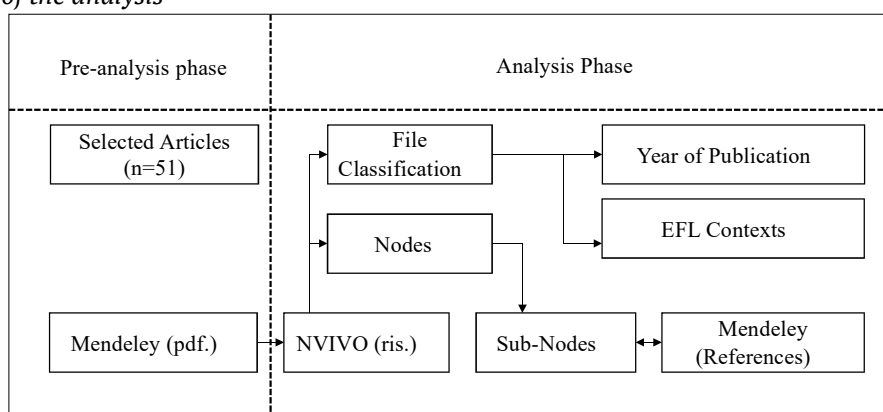 of the analysis
Pre-analysis phase
Analysis Phase
Selected Articles
(n=51)
File
Classification
Year of Publication
EFL Contexts
Nodes
Mendeley (pdf.)
NVIVO (ris.)
Sub-Nodes
Mendeley
(References)